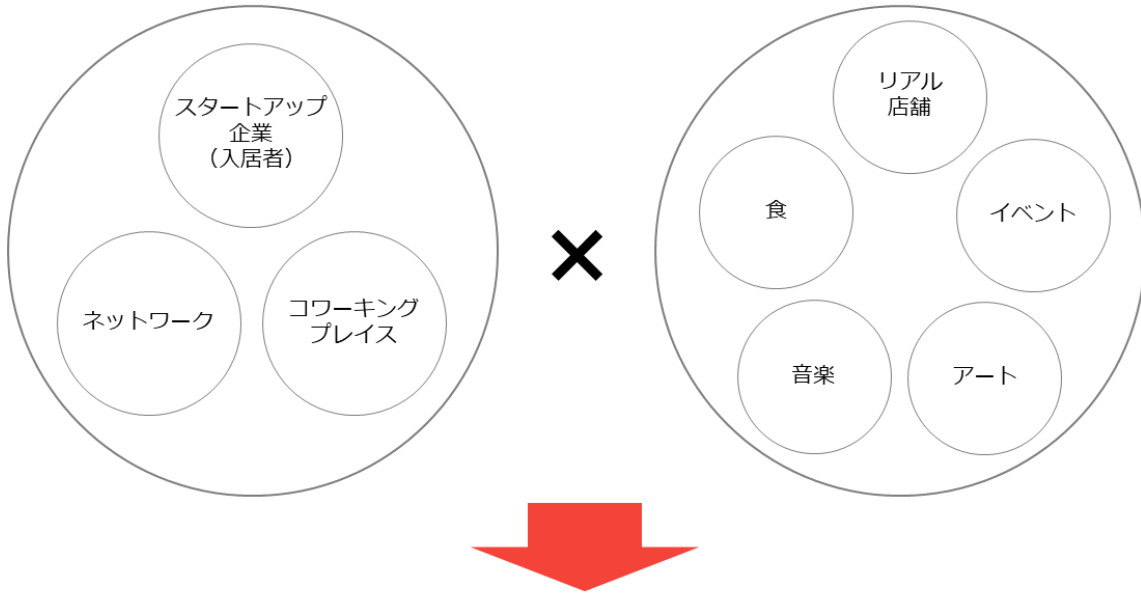 スタートアップ
企業
（入居者）
ネットワーク
コワーキング
プレイス
×
リアル
店舗
食
イベント
音楽
アート